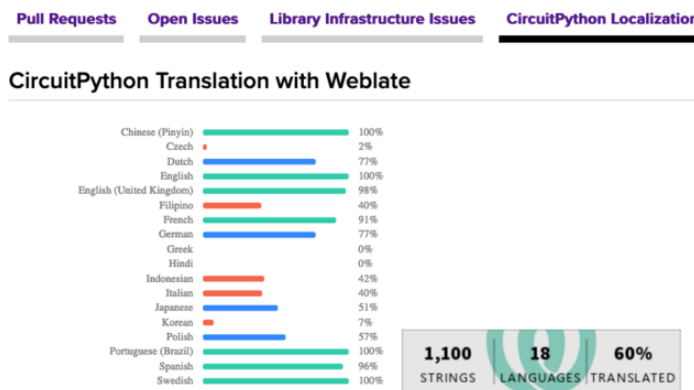 Pull Requests Open Issues Library Infrastructure Issues CircuitPython Localization
CircuitPython Translation with Weblate
Chinese (Pinyin) 100%
Czech 2%
Dutch 77%
English 100%
English (United Kingdom) 98%
Filipino 40%
French 91%
German 77%
Greek 0%
Hindi 0%
Indonesian 42%
Italian 40%
Japanese 51%
Korean 7%
Polish 57%
Portuguese (Brazil) 100%
Spanish 96%
Swedish 100%
1,100 18 60%
STRINGS LANGUAGES TRANSLATED